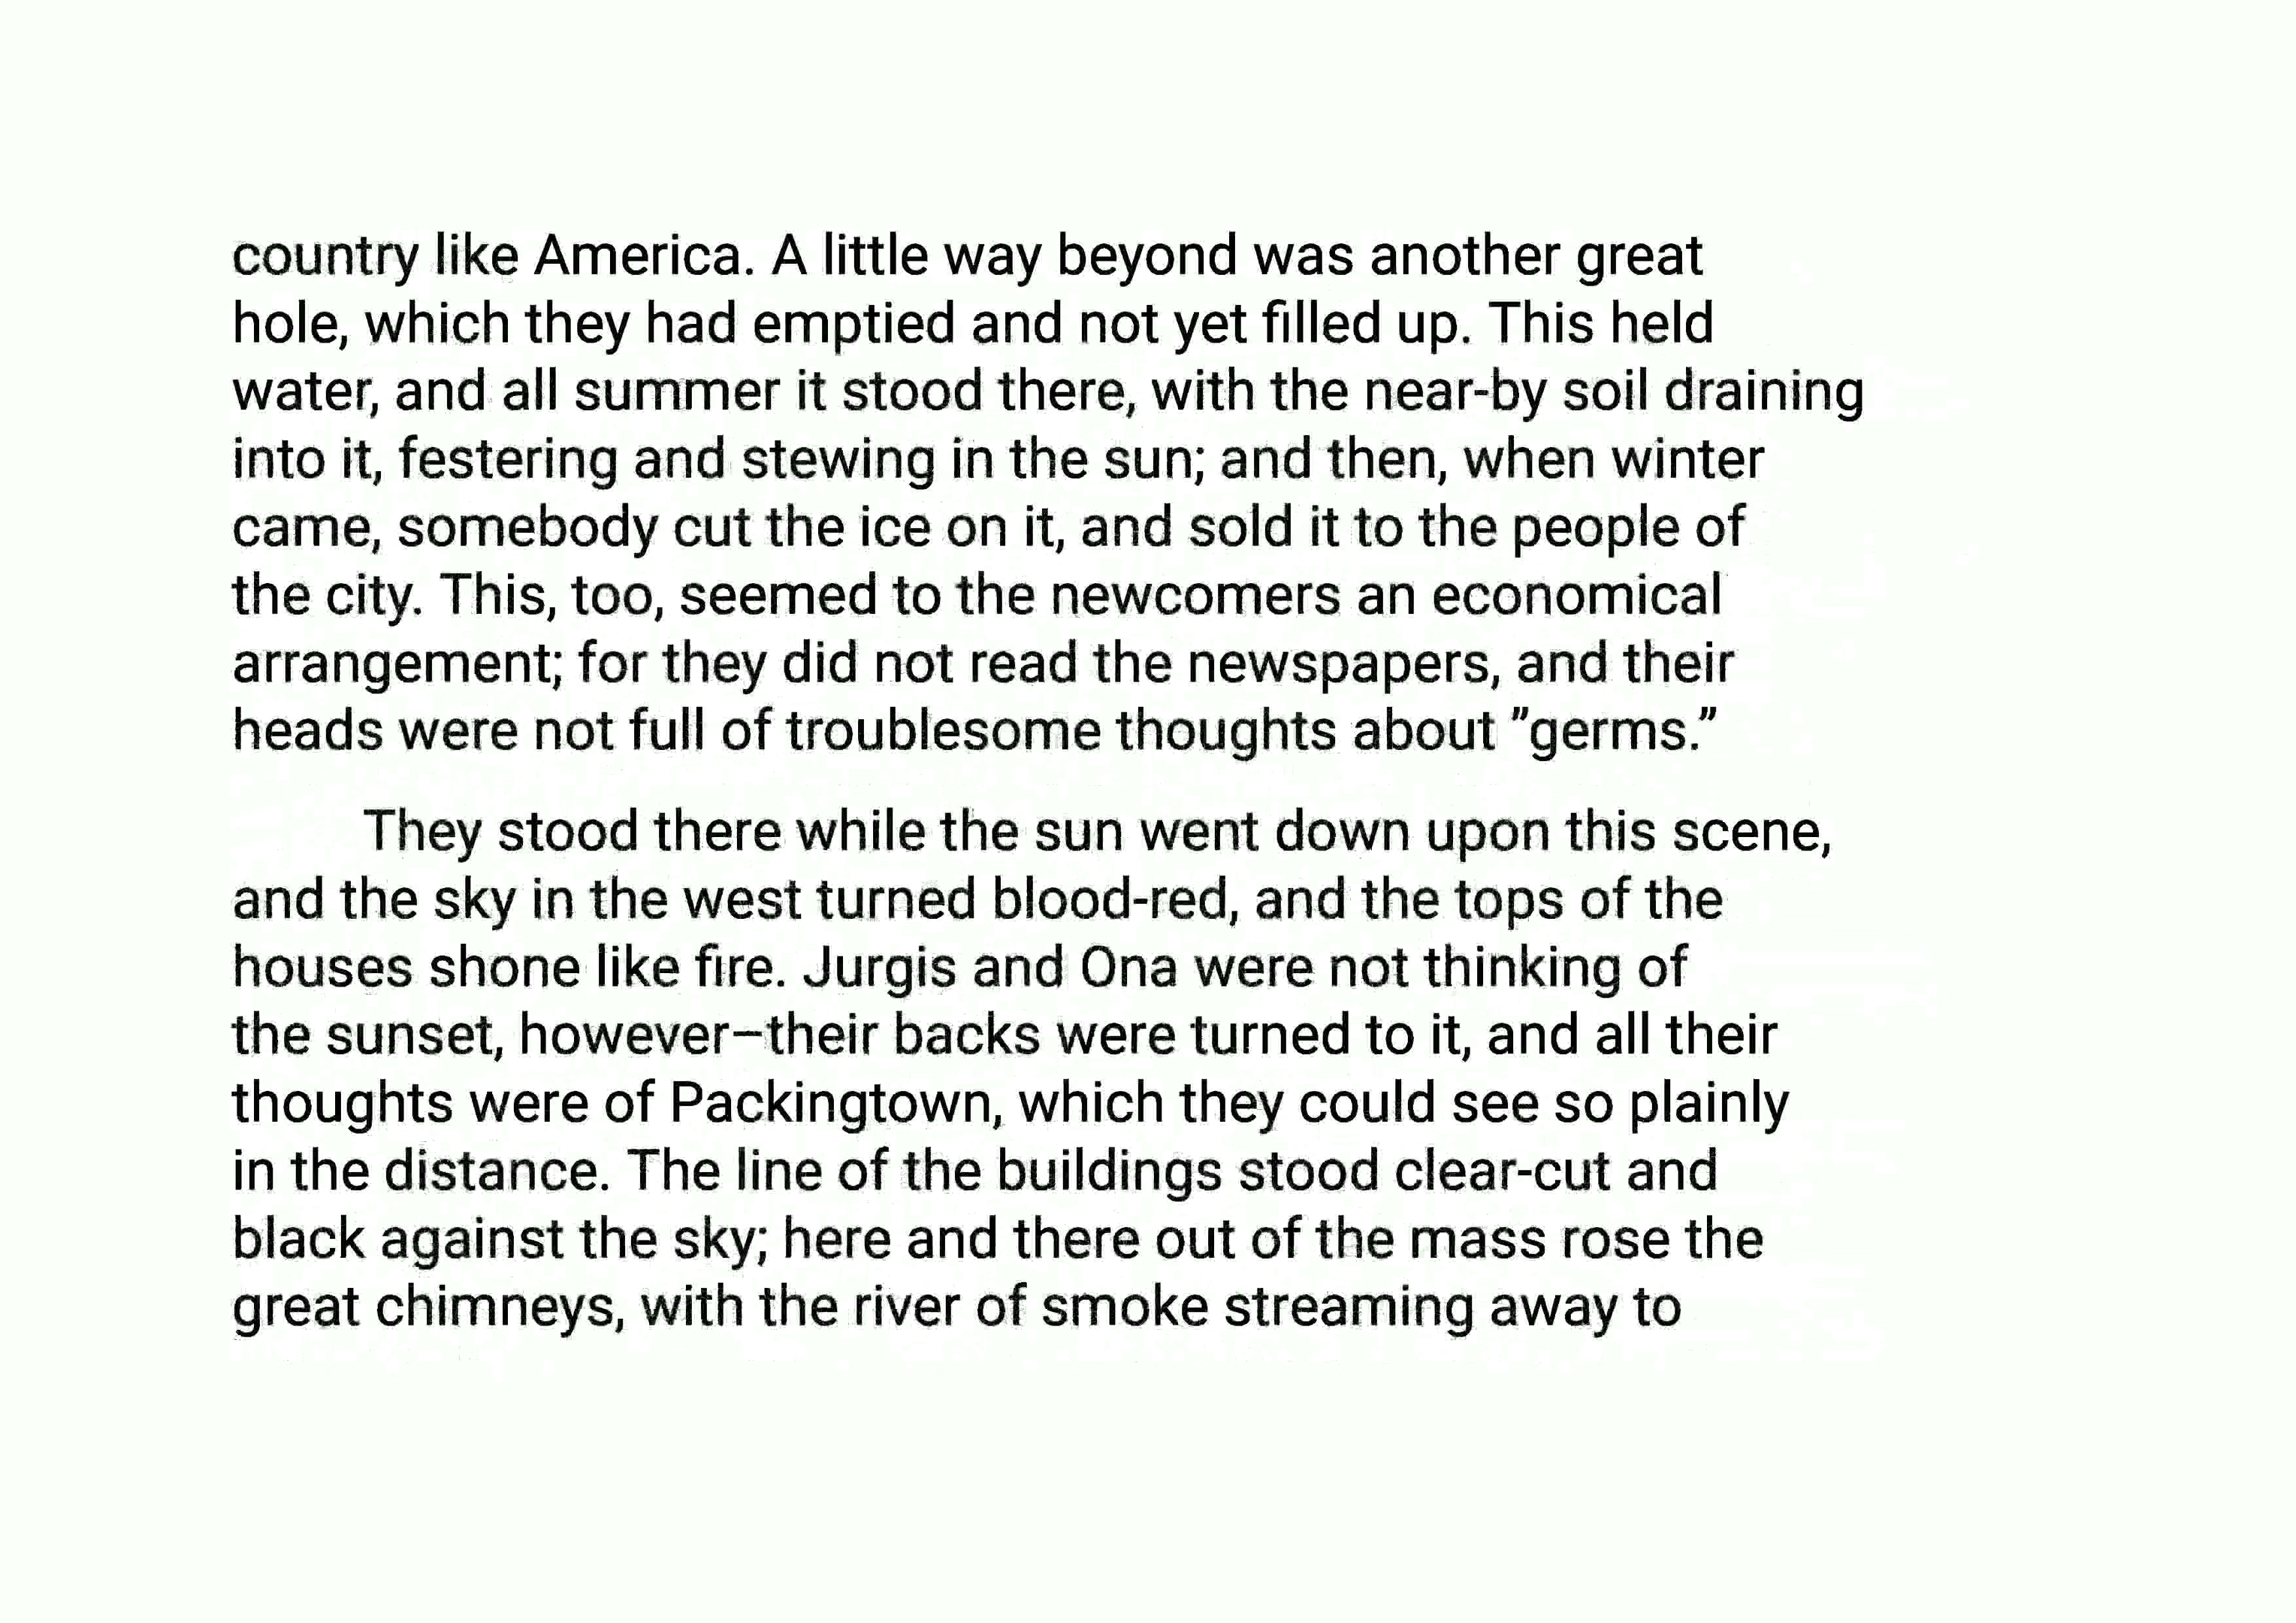 country like America. A little way beyond was another great
hole, which they had emptied and not yet filled up. This held
water, and all summer it stood there, with the near-by soil draining
into it, festering and stewing in the sun; and then, when winter
came, somebody cut the ice on it, and sold it to the people of
the city. This, too, seemed to the newcomers an economical
arrangement; for they did not read the newspapers, and their
heads were not full of troublesome thoughts about ”germs.”
They stood there while the sun went down upon this scene,
and the sky in the west turned blood-red, and the tops of the
houses shone like fire. Jurgis and Ona were not thinking of
the sunset, however–their backs were turned to it, and all their
thoughts were of Packingtown, which they could see so plainly
in the distance. The line of the buildings stood clear-cut and
black against the sky; here and there out of the mass rose the
great chimneys, with the river of smoke streaming away to